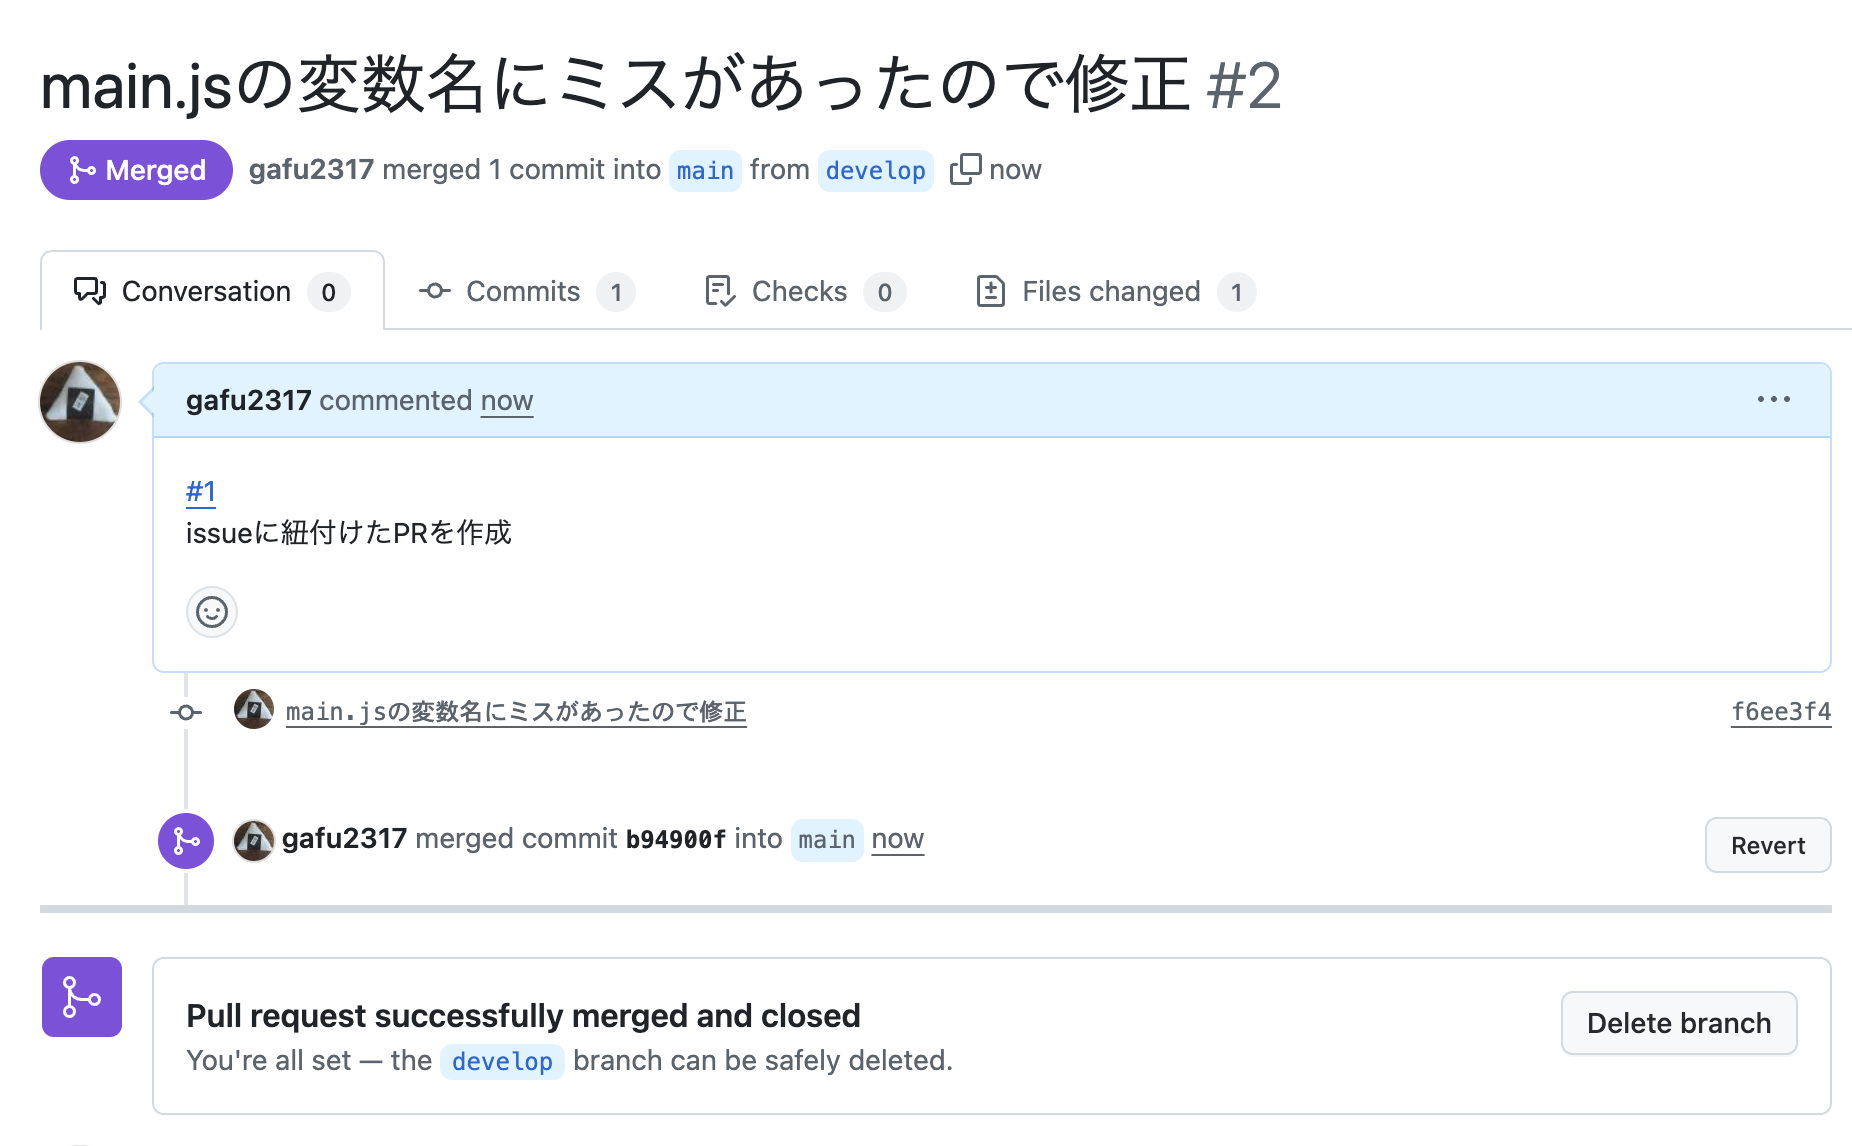 main.jsの変数名にミスがあったので修正 #2
Merged gafu2317 merged 1 commit into main from develop now
Conversation 0 Commits 1 Checks 0 Files changed 1
gafu2317 commented now
#1
issueに紐付けたPRを作成
main.jsの変数名にミスがあったので修正 f6ee3f4
gafu2317 merged commit b94900f into main now Revert
Pull request successfully merged and closed
You're all set — the develop branch can be safely deleted.
Delete branch